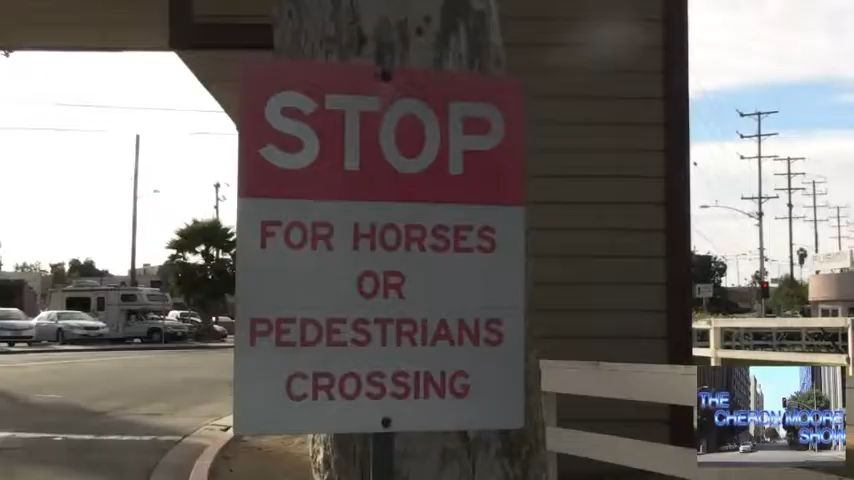 STOP
FOR HORSES
OR
PEDESTRIANS
CROSSING
THE
CHERON MOORE
SHOW